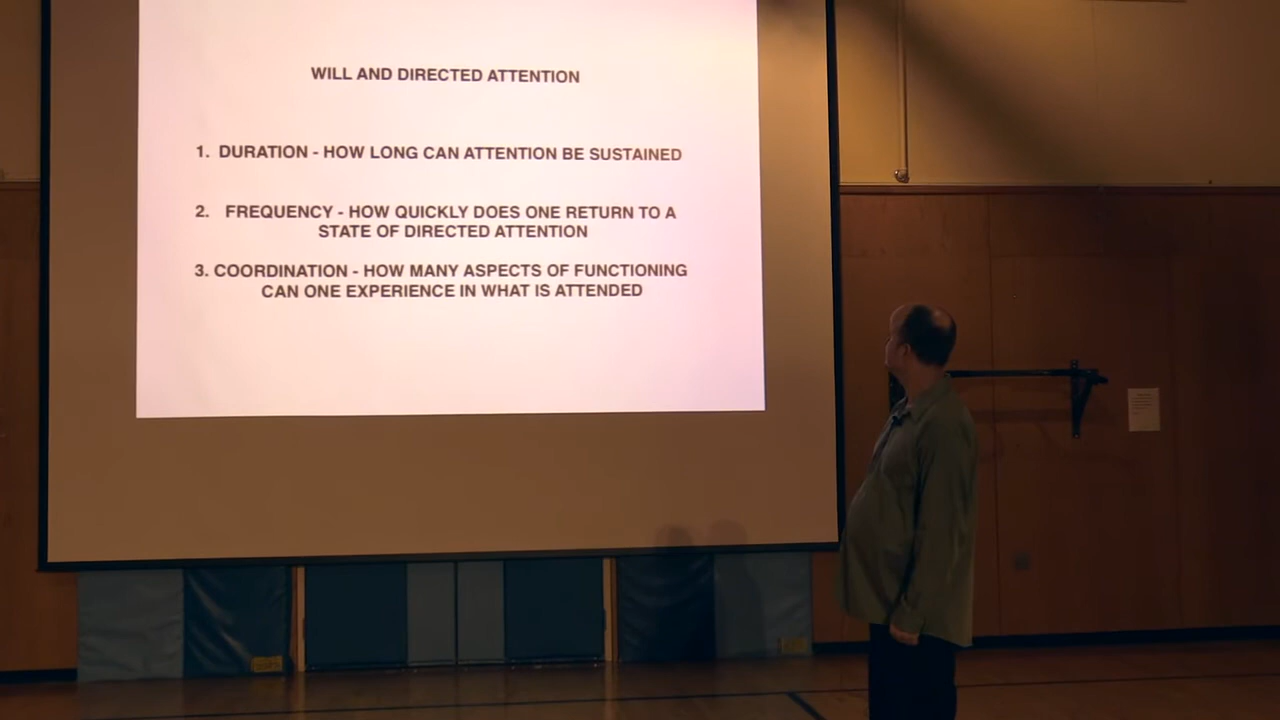 WILL AND DIRECTED ATTENTION
1. DURATION - HOW LONG CAN ATTENTION BE SUSTAINED
2. FREQUENCY - HOW QUICKLY DOES ONE RETURN TO A
STATE OF DIRECTED ATTENTION
3. COORDINATION - HOW MANY ASPECTS OF FUNCTIONING
CAN ONE EXPERIENCE IN WHAT IS ATTENDED